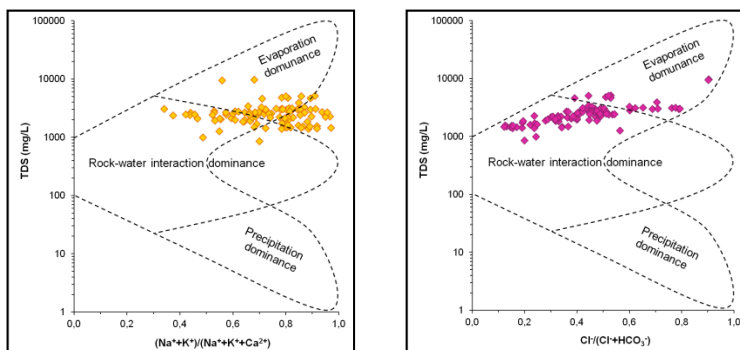 100000
10000
1000
100
10
1
TDS (mg/L)
Evaporation
domunance
Rock-water interaction dominance
Precipitation
dominance
0,0
0,2
0,4
0,6
0,8
1,0
(Na⁺+K⁺)/(Na⁺+K⁺+Ca²⁺)
100000
10000
1000
100
10
1
TDS (mg/L)
Evaporation
domunance
Rock-water interaction dominance
Precipitation
dominance
0,0
0,2
0,4
0,6
0,8
1,0
Cl⁻/(Cl⁻+HCO₃⁻)